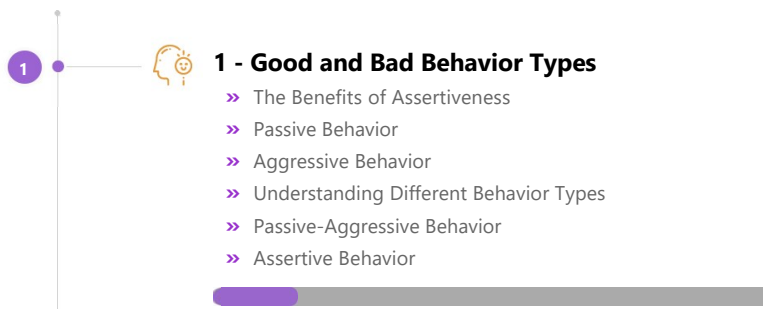 1
1 - Good and Bad Behavior Types
» The Benefits of Assertiveness
» Passive Behavior
» Aggressive Behavior
» Understanding Different Behavior Types
» Passive-Aggressive Behavior
» Assertive Behavior